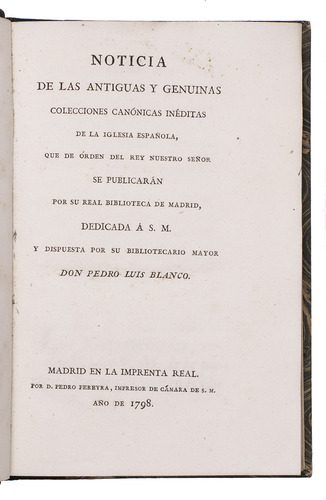 NOTICIA
DE LAS ANTIGUAS Y GENUINAS
COLECCIONES CANÓNICAS INÉDITAS
DE LA IGLESIA ESPAÑOLA,
QUE DE ÓRDEN DEL REY NUESTRO SEÑOR
SE PUBLICARÁN
POR SU REAL BIBLIOTECA DE MADRID,
DEDICADA Á S. M.
Y DISPUESTA POR SU BIBLIOTECARIO MAYOR
DON PEDRO LUIS BLANCO.
MADRID EN LA IMPRENTA REAL.
POR D. PEDRO PEREYRA, IMPRESOR DE CÁMARA DE S. M.
AÑO DE 1798.